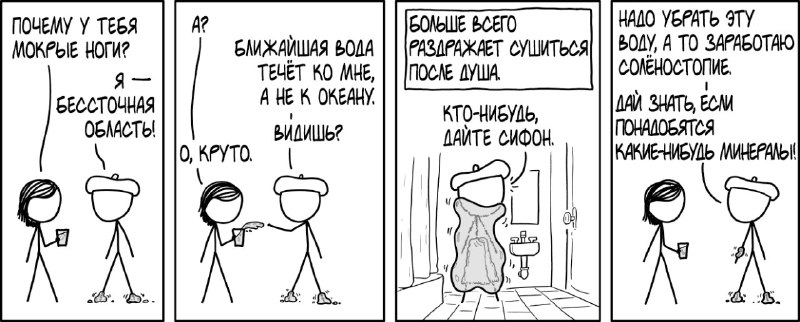 ПОЧЕМУ У ТЕБЯ
МОКРЫЕ НОГИ?
Я —
БЕССТОЧНАЯ
ОБЛАСТЬ!
А?
БЛИЖАЙШАЯ ВОДА
ТЕЧЁТ КО МНЕ,
А НЕ К ОКЕАНУ.
ВИДИШЬ?
О, КРУТО.
БОЛЬШЕ ВСЕГО
РАЗДРАЖАЕТ СУШИТЬСЯ
ПОСЛЕ ДУША.
КТО-НИБУДЬ,
ДАЙТЕ СИФОН.
НАДО УБРАТЬ ЭТУ
ВОДУ, А ТО ЗАРАБОТАЮ
СОЛЁНОСТОПИЕ.
ДАЙ ЗНАТЬ, ЕСЛИ
ПОНАДОБЯТСЯ
КАКИЕ-НИБУДЬ МИНЕРАЛЫ!